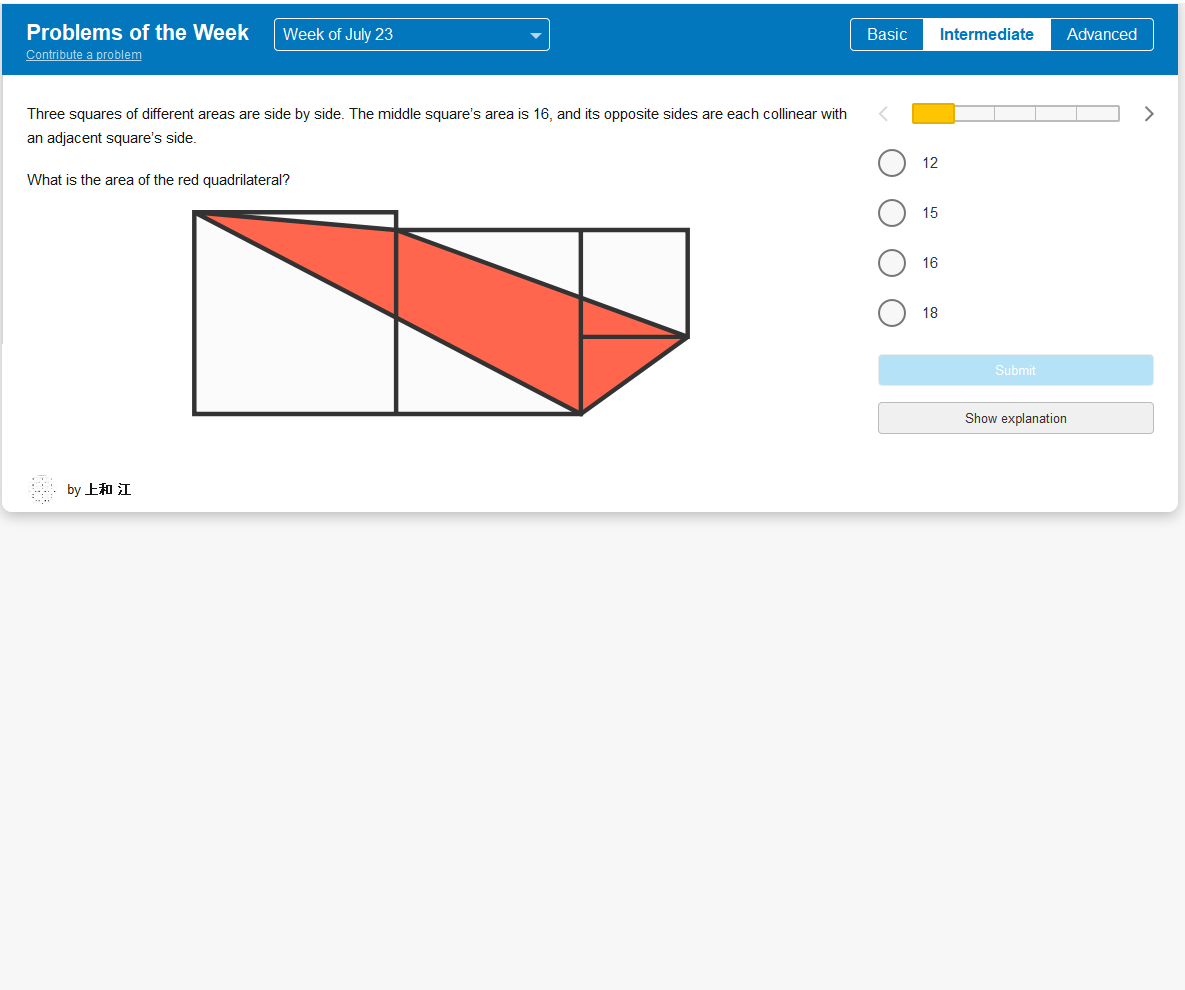 Problems of the Week
Contribute a problem
Week of July 23
Basic
Intermediate
Advanced
Three squares of different areas are side by side. The middle square's area is 16, and its opposite sides are each collinear with
an adjacent square's side.
What is the area of the red quadrilateral?
12
15
16
18
Submit
Show explanation
by 上和 江